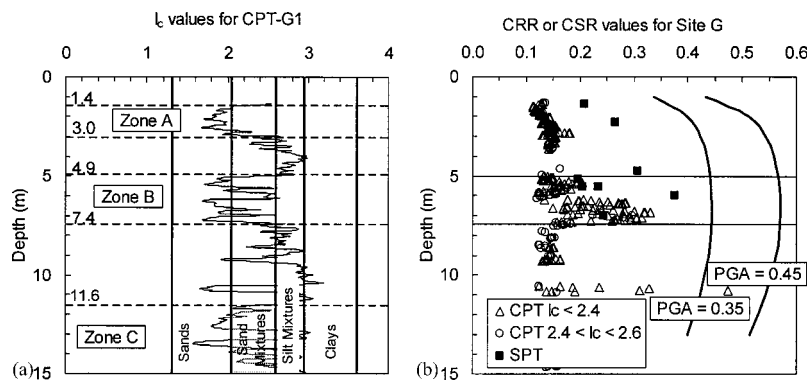 Ic values for CPT-G1
0 1 2 3 4
0
1.4
Zone A
3.0
4.9
5
Zone B
7.4
10
11.6
Zone C
15
Depth (m)
Sands
Sand Mixtures
Silt Mixtures
Clays
(a)
CRR or CSR values for Site G
0 0.1 0.2 0.3 0.4 0.5 0.6
0
5
10
15
Depth (m)
PGA = 0.45
PGA = 0.35
CPT Ic < 2.4
CPT 2.4 < Ic < 2.6
SPT
(b)